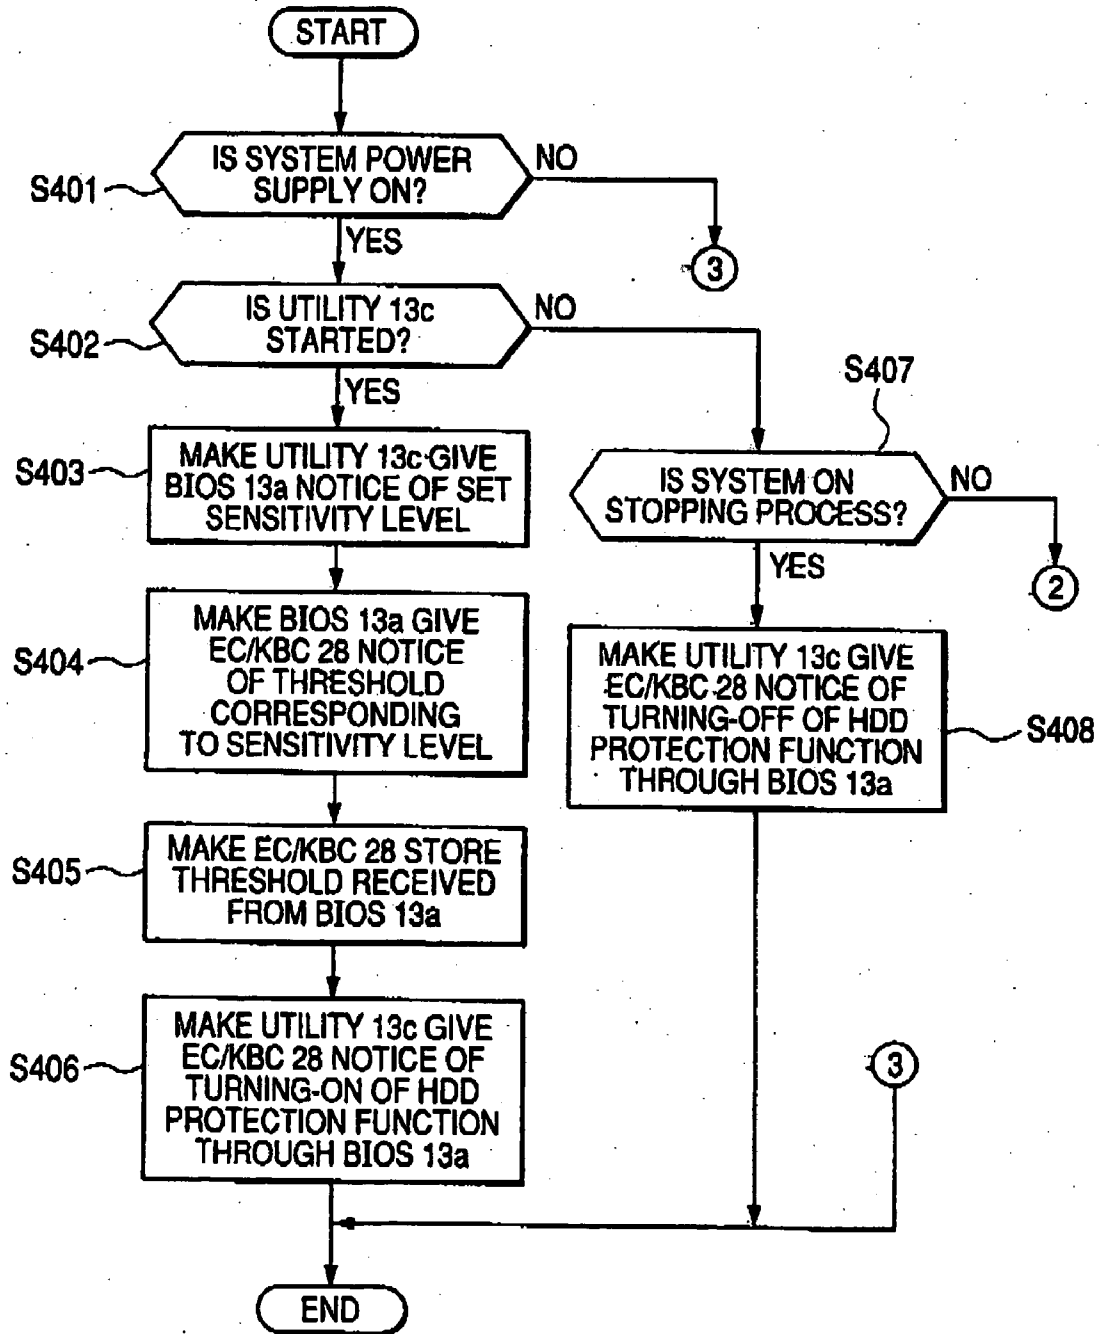 START
IS SYSTEM POWER
SUPPLY ON?
NO
S401
YES
3
IS UTILITY 13c
STARTED?
NO
S402
YES
S407
S403
MAKE UTILITY 13c GIVE
BIOS 13a NOTICE OF SET
SENSITIVITY LEVEL
IS SYSTEM ON
STOPPING PROCESS?
NO
YES
2
S404
MAKE BIOS 13a GIVE
EC/KBC 28 NOTICE
OF THRESHOLD
CORRESPONDING
TO SENSITIVITY LEVEL
MAKE UTILITY 13c GIVE
EC/KBC 28 NOTICE OF
TURNING-OFF OF HDD
PROTECTION FUNCTION
THROUGH BIOS 13a
S408
S405
MAKE EC/KBC 28 STORE
THRESHOLD RECEIVED
FROM BIOS 13a
S406
MAKE UTILITY 13c GIVE
EC/KBC 28 NOTICE OF
TURNING-ON OF HDD
PROTECTION FUNCTION
THROUGH BIOS 13a
3
END